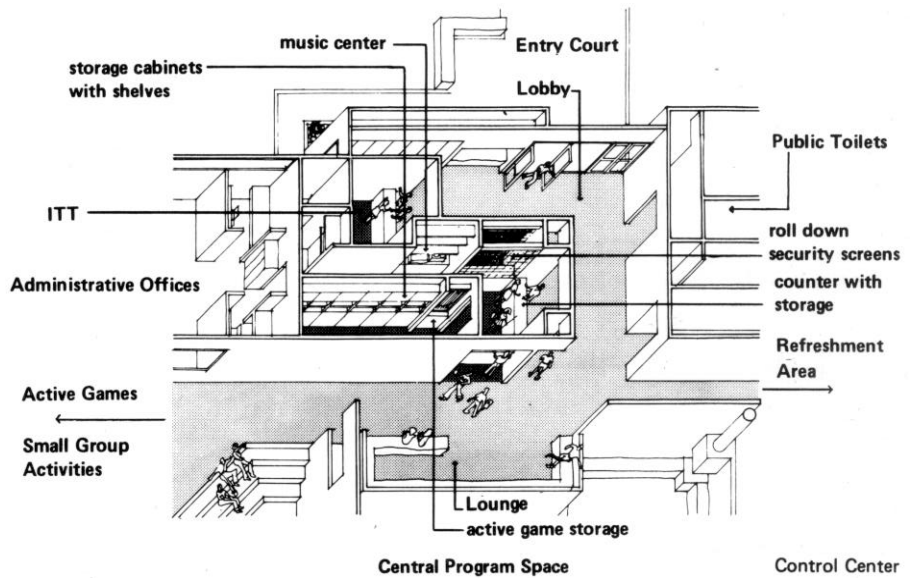 music center
Entry Court
storage cabinets
with shelves
Lobby
Public Toilets
ITT
roll down
security screens
Administrative Offices
counter with
storage
Refreshment
Area
Active Games
Small Group
Activities
Lounge
active game storage
Central Program Space
Control Center